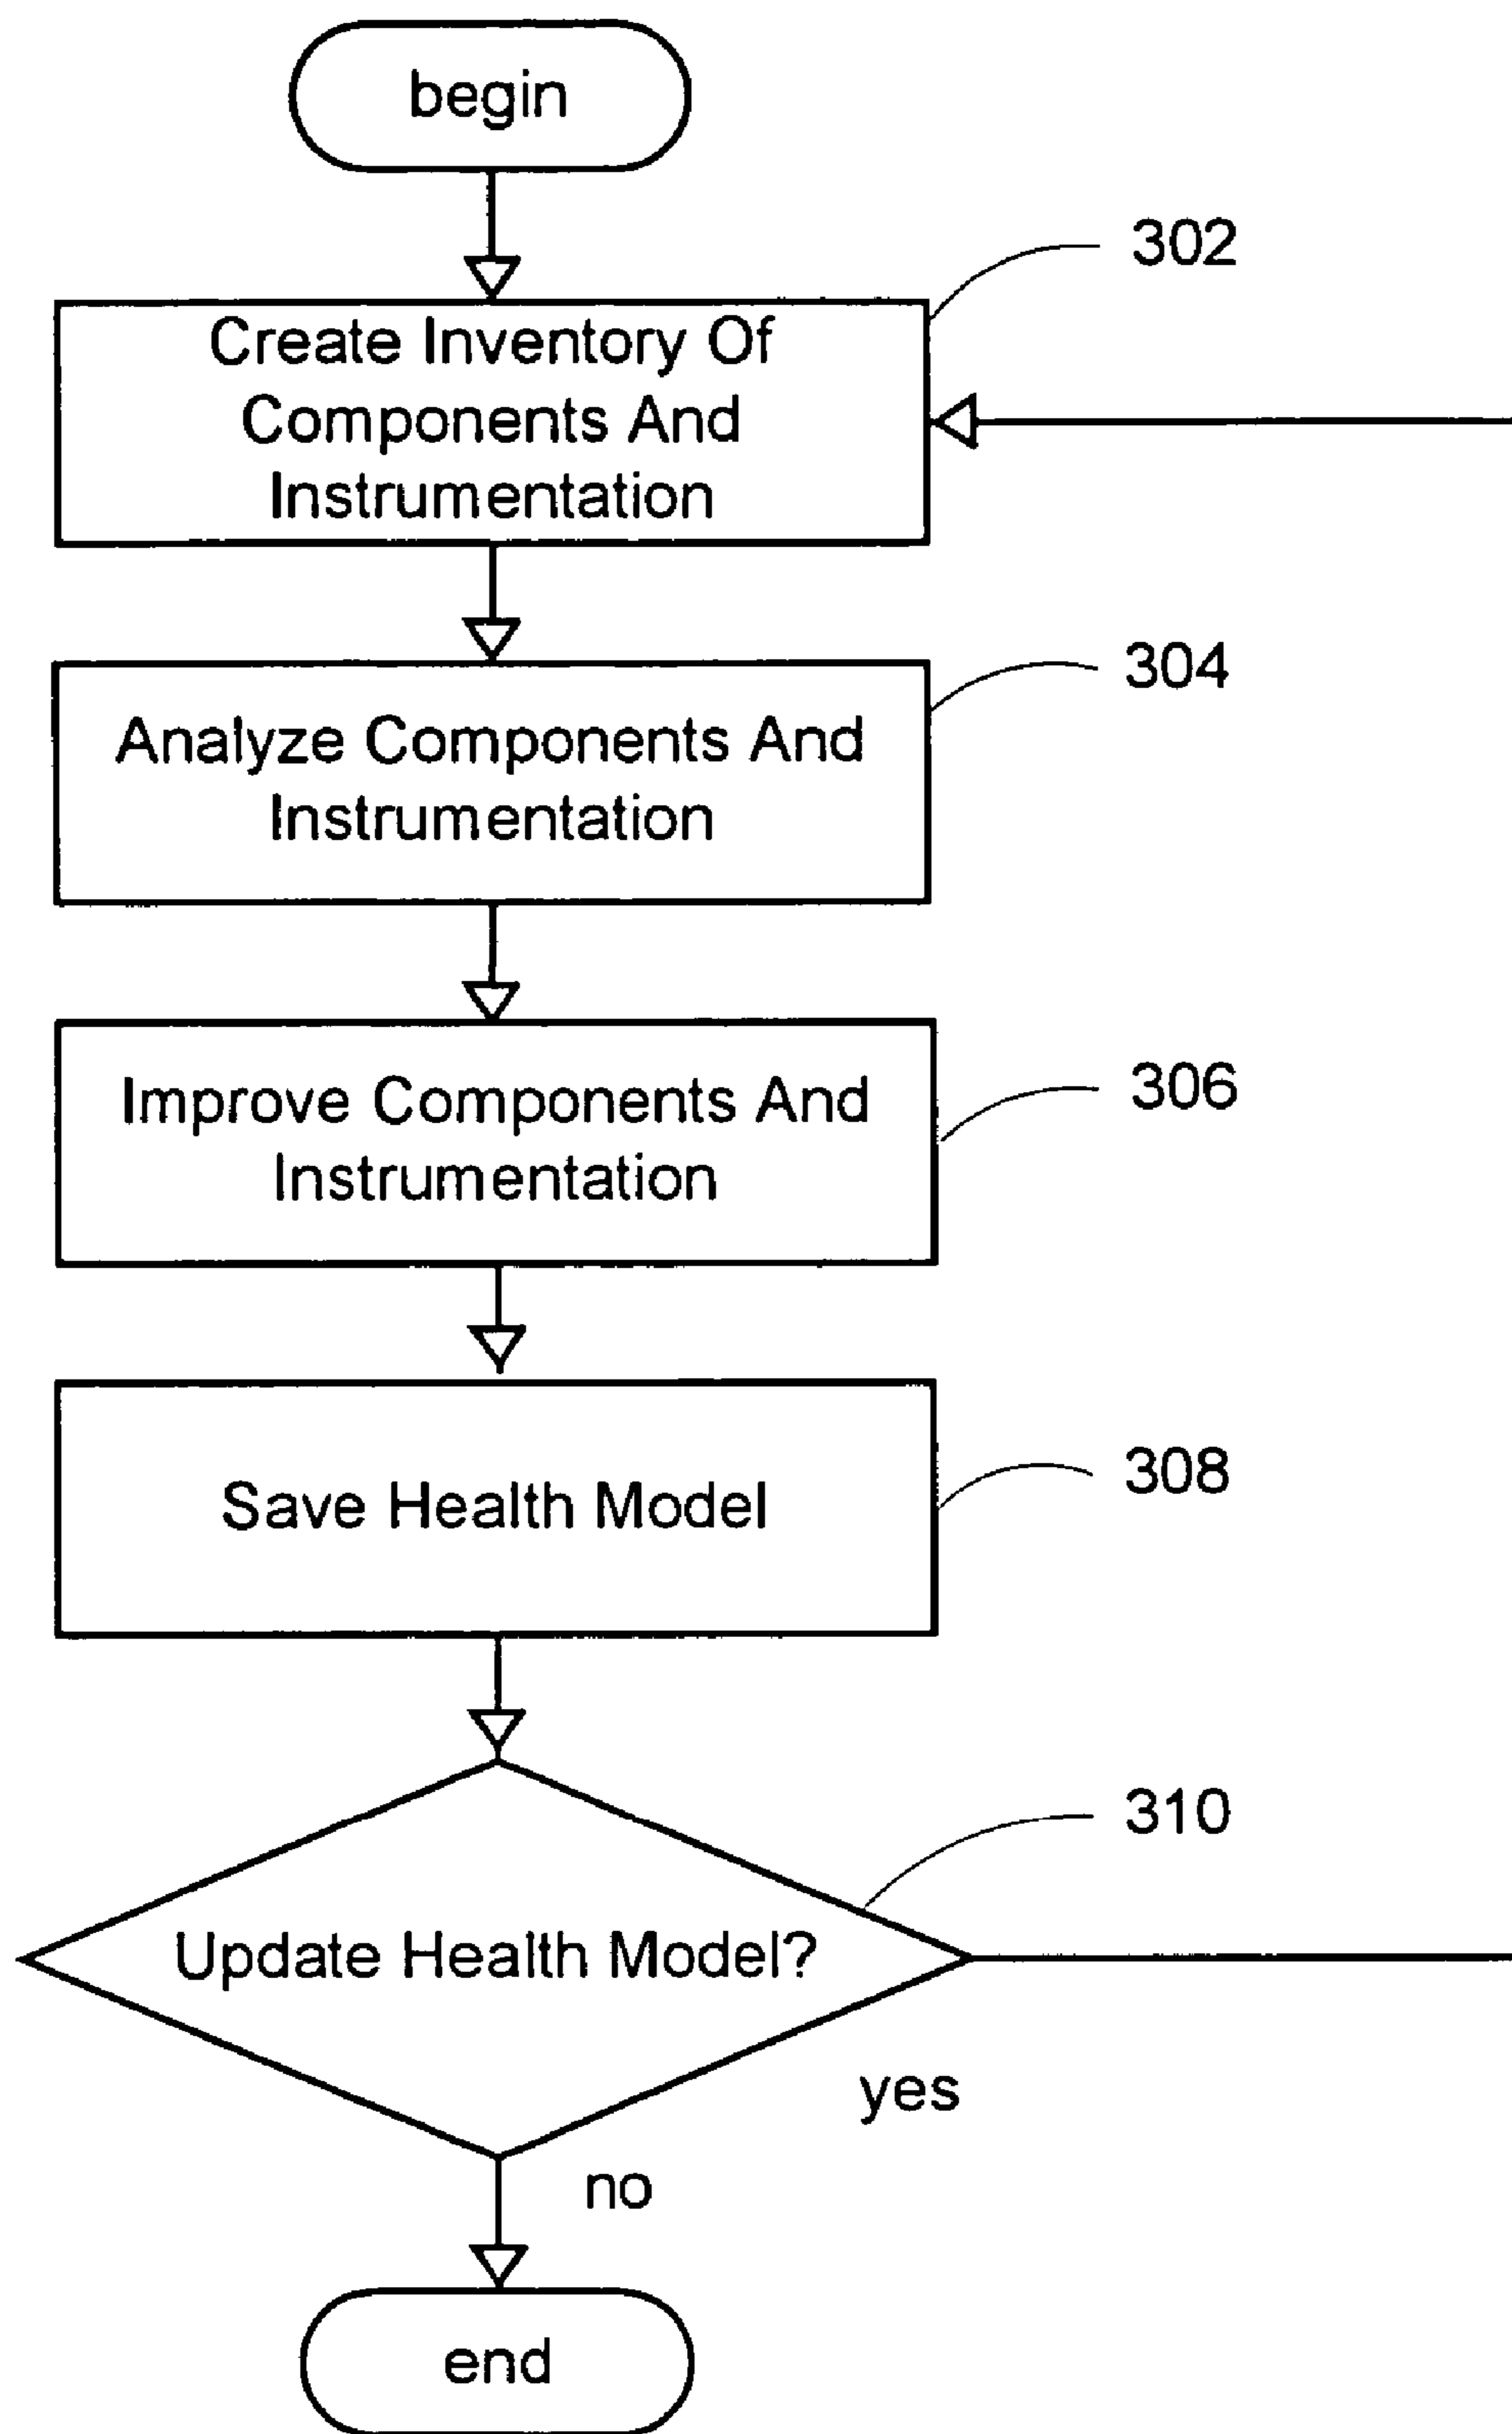 begin
302
Create Inventory Of
Components And
Instrumentation
304
Analyze Components And
Instrumentation
306
Improve Components And
Instrumentation
308
Save Health Model
310
Update Health Model?
yes
no
end